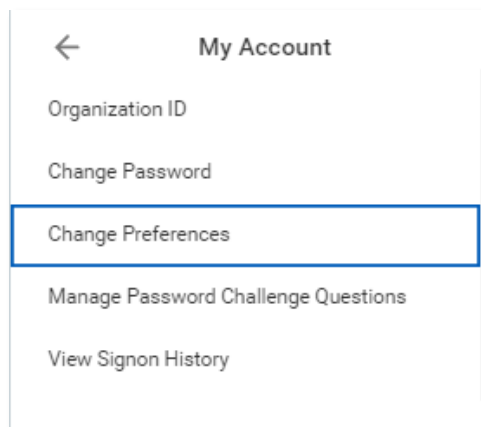 My Account
Organization ID
Change Password
Change Preferences
Manage Password Challenge Questions
View Signon History